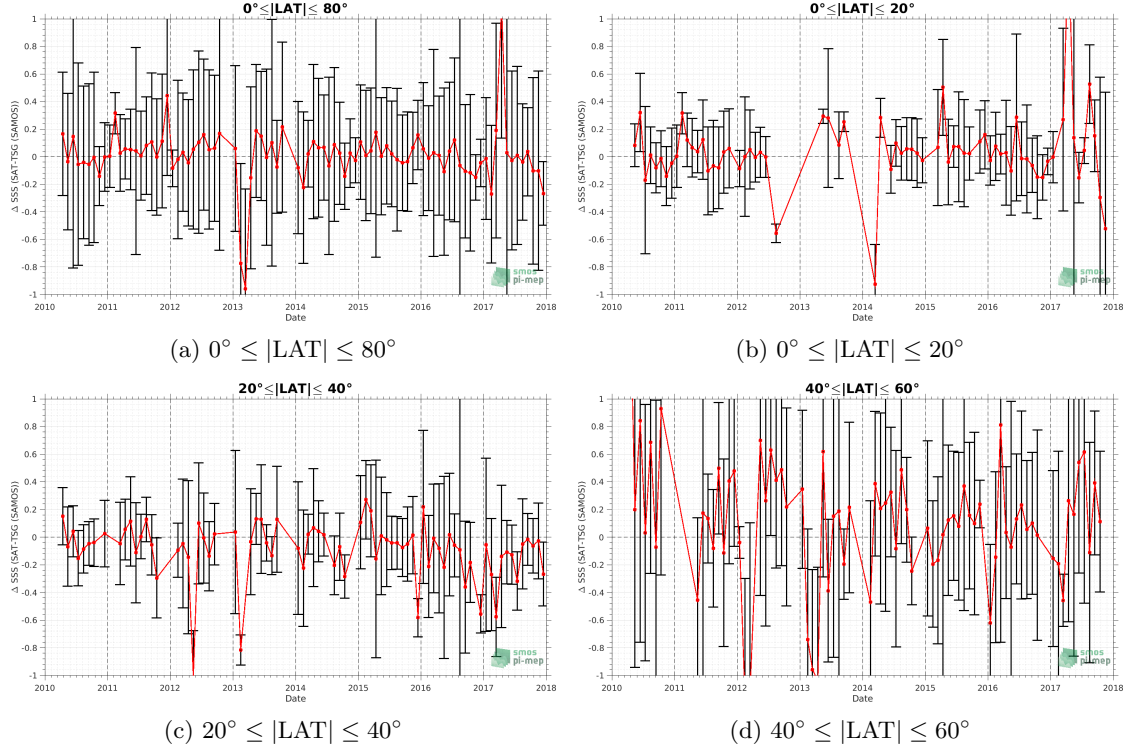 0°≤|LAT|≤ 80°
Δ SSS (SAT-TSG (SAMOS))
1
0.8
0.6
0.4
0.2
0
-0.2
-0.4
-0.6
-0.8
-1
2010 2011 2012 2013 2014 2015 2016 2017 2018
Date
smos
pi-mep
(a) 0° ≤ |LAT| ≤ 80°
0°≤|LAT|≤ 20°
Δ SSS (SAT-TSG (SAMOS))
1
0.8
0.6
0.4
0.2
0
-0.2
-0.4
-0.6
-0.8
-1
2010 2011 2012 2013 2014 2015 2016 2017 2018
Date
smos
pi-mep
(b) 0° ≤ |LAT| ≤ 20°
20°≤|LAT|≤ 40°
Δ SSS (SAT-TSG (SAMOS))
1
0.8
0.6
0.4
0.2
0
-0.2
-0.4
-0.6
-0.8
-1
2010 2011 2012 2013 2014 2015 2016 2017 2018
Date
smos
pi-mep
(c) 20° ≤ |LAT| ≤ 40°
40°≤|LAT|≤ 60°
Δ SSS (SAT-TSG (SAMOS))
1
0.8
0.6
0.4
0.2
0
-0.2
-0.4
-0.6
-0.8
-1
2010 2011 2012 2013 2014 2015 2016 2017 2018
Date
smos
pi-mep
(d) 40° ≤ |LAT| ≤ 60°